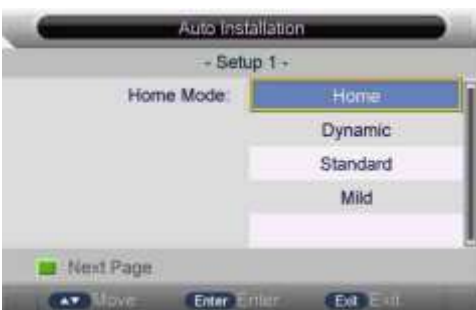 Auto Installation
- Setup 1 -
Home Mode: Home
Dynamic
Standard
Mild
Next Page
Move Enter Enter Exit Exit